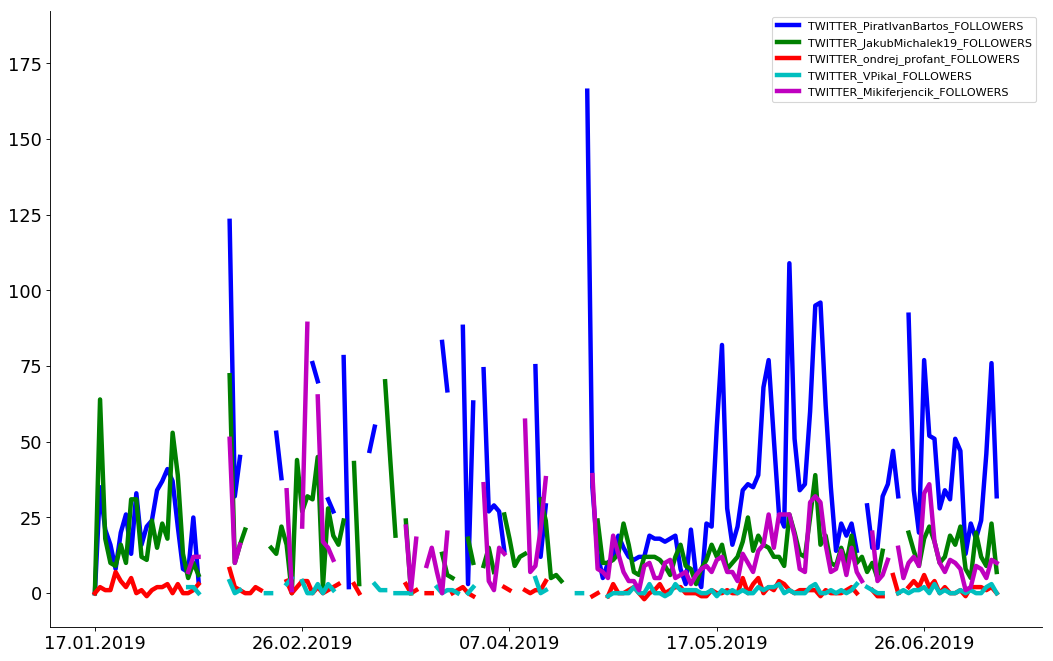 TWITTER_PiratIvanBartos_FOLLOWERS
TWITTER_JakubMichalek19_FOLLOWERS
TWITTER_ondrej_profant_FOLLOWERS
TWITTER_VPikal_FOLLOWERS
TWITTER_Mikiferjencik_FOLLOWERS
175
150
125
100
75
50
25
0
17.01.2019 26.02.2019 07.04.2019 17.05.2019 26.06.2019